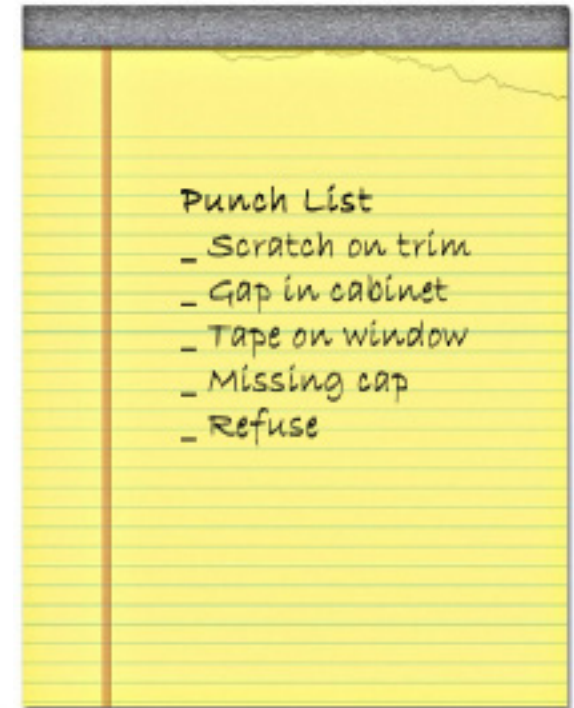 Punch List
_ Scratch on trim
_ Gap in cabinet
_ Tape on window
_ Missing cap
_ Refuse